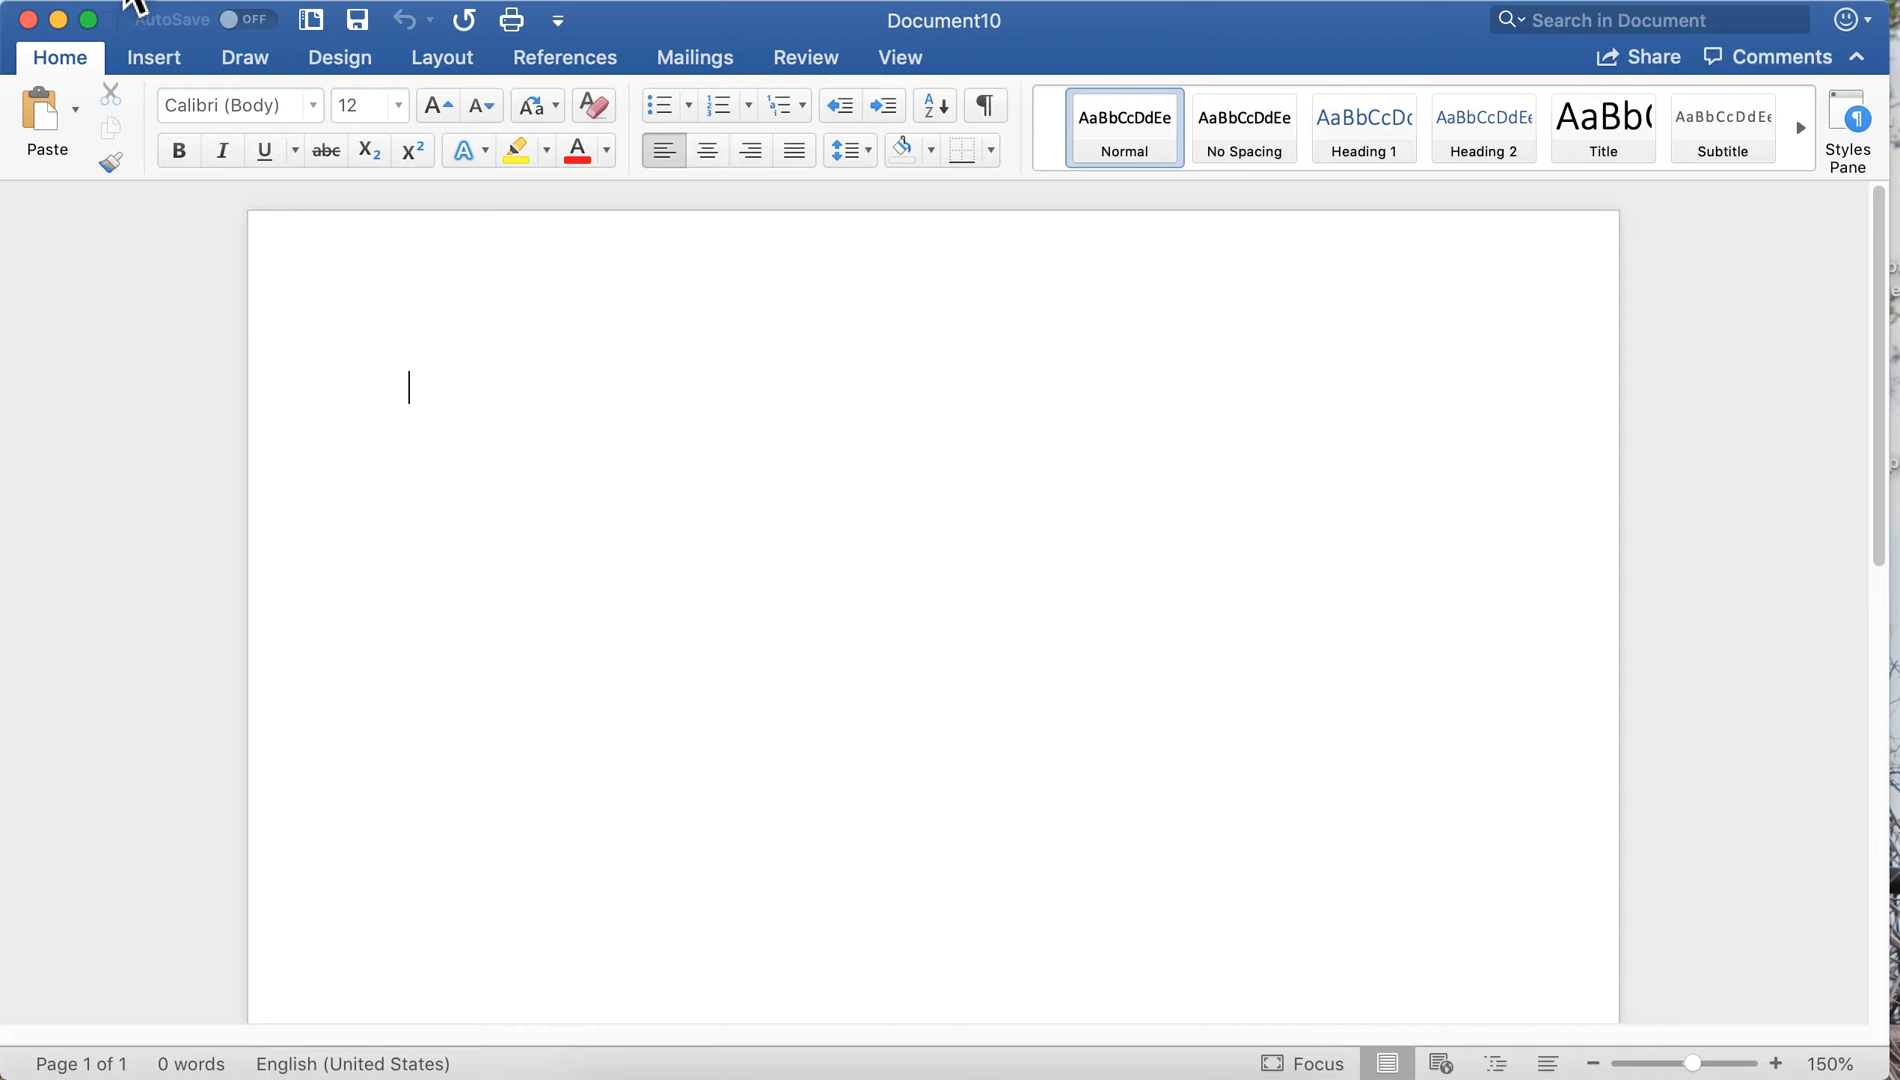 AutoSave OFF Document10 Search in Document
Home Insert Draw Design Layout References Mailings Review View Share Comments
Paste
Calibri (Body) 12 A A Aa A A Z
B I U abc X2 X2 A A
AaBbCcDdEe AaBbCcDdEe AaBbCcDc AaBbCcDdEe AaBb( AaBbCcDdEe
Normal No Spacing Heading 1 Heading 2 Title Subtitle
Styles
Pane
Page 1 of 1 0 words English (United States) Focus 150%